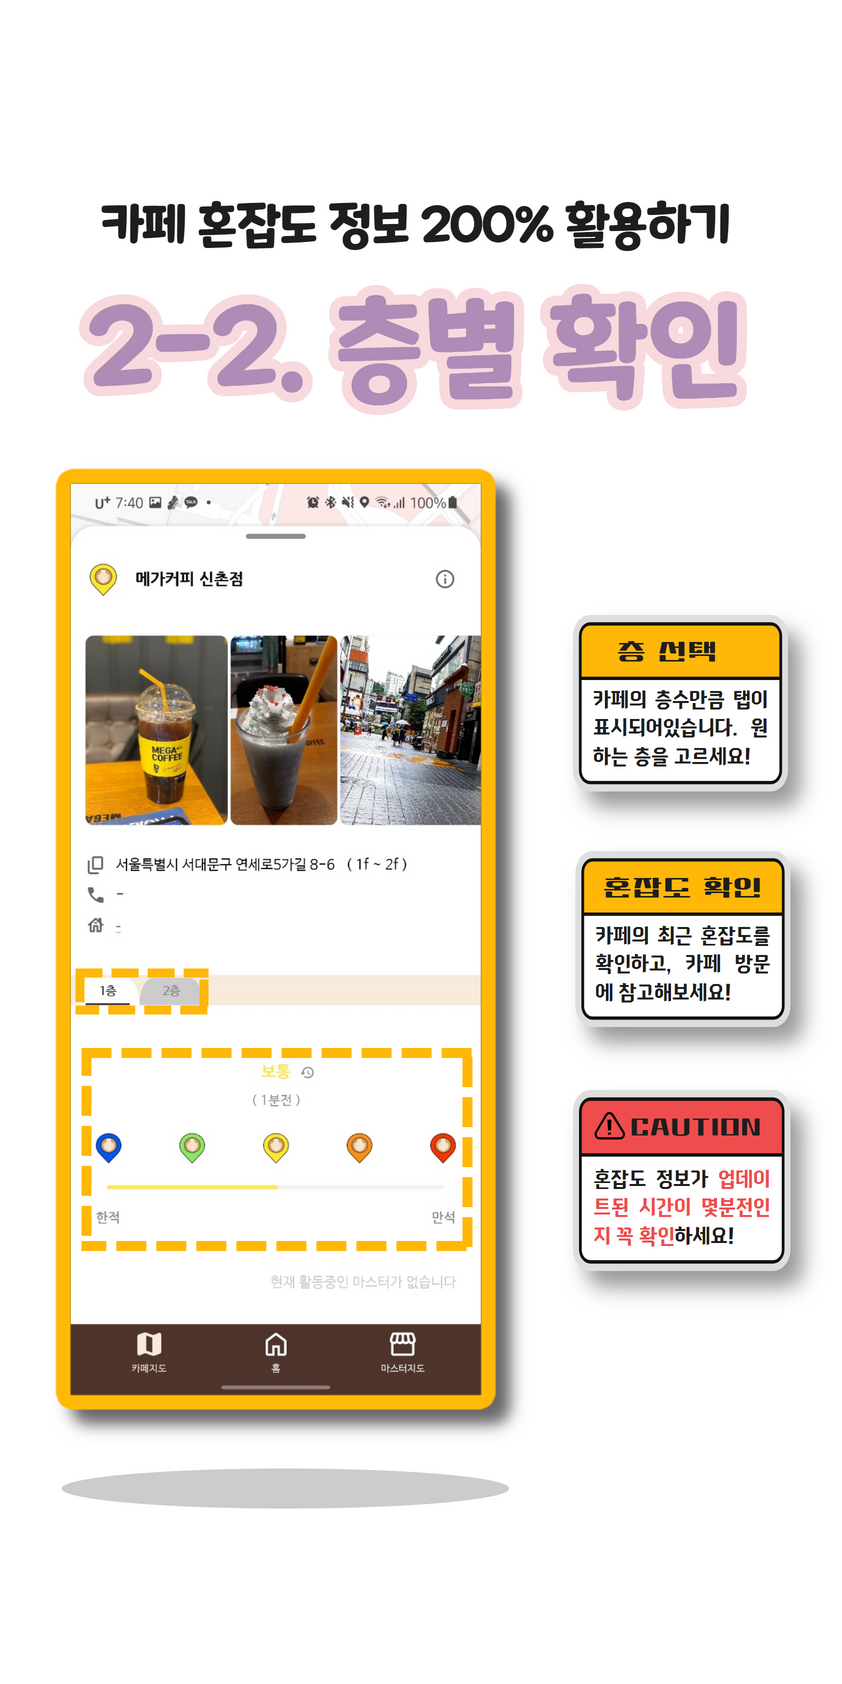 카페 혼잡도 정보 200% 활용하기
2-2. 층별 확인
U+ 7:40
100%
메가커피 신촌점
MEGA
COFFEE
서울특별시 서대문구 연세로5가길 8-6 ( 1f ~ 2f )
-
-
1층 2층
보통
( 1분전 )
한적 만석
현재 활동중인 마스터가 없습니다
카페지도 홈 마스터지도
층 선택
카페의 층수만큼 탭이
표시되어있습니다. 원
하는 층을 고르세요!
혼잡도 확인
카페의 최근 혼잡도를
확인하고, 카페 방문
에 참고해보세요!
CAUTION
혼잡도 정보가 업데이
트된 시간이 몇분전인
지 꼭 확인하세요!